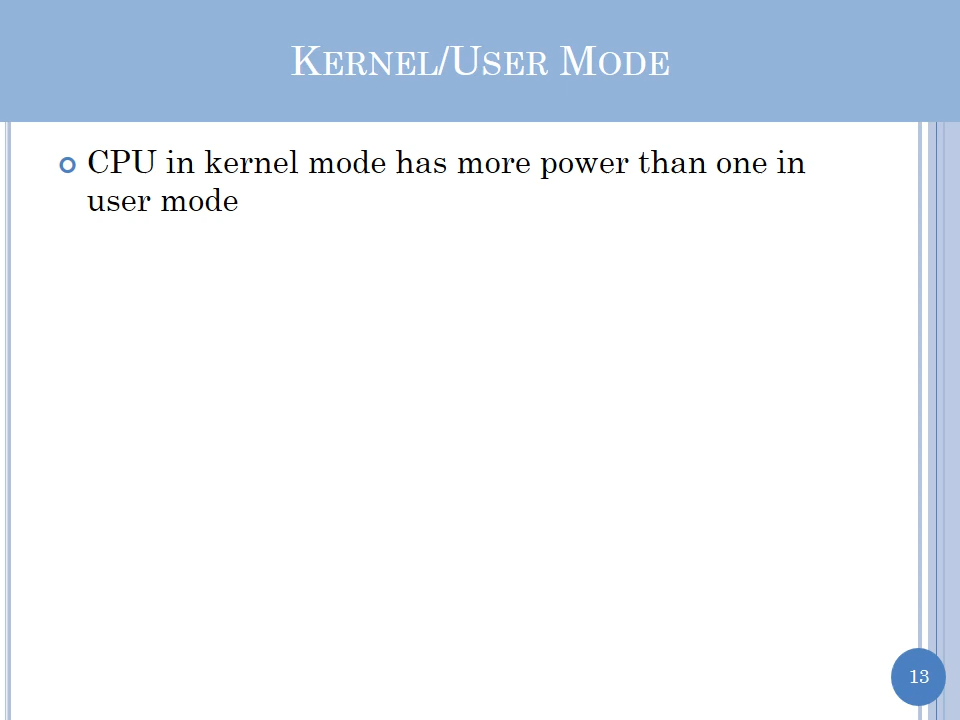 Kernel/User Mode
CPU in kernel mode has more power than one in
user mode
13